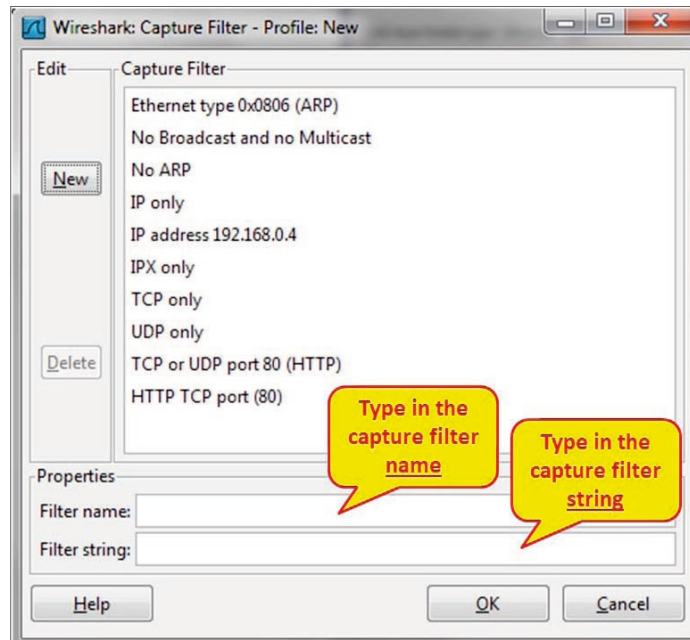 Wireshark: Capture Filter - Profile: New
Edit
Capture Filter
Ethernet type 0x0806 (ARP)
No Broadcast and no Multicast
New
No ARP
IP only
IP address 192.168.0.4
IPX only
TCP only
UDP only
Delete
TCP or UDP port 80 (HTTP)
HTTP TCP port (80)
Type in the
capture filter
name
Type in the
capture filter
string
Properties
Filter name:
Filter string:
Help
OK
Cancel